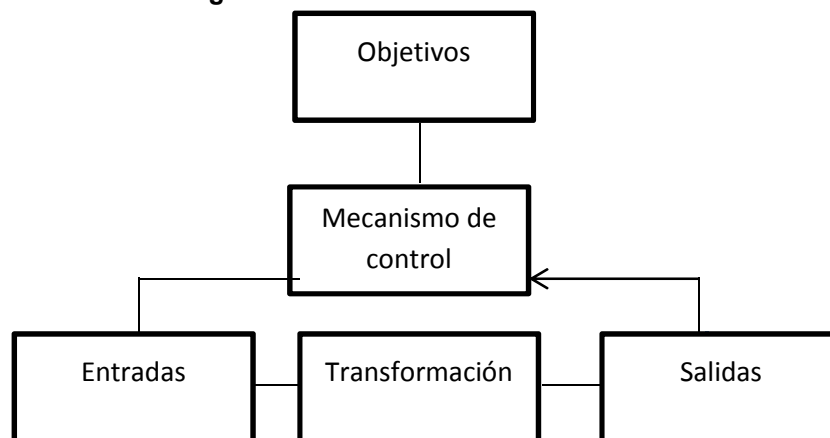 Objetivos
Mecanismo de
control
Entradas
Transformación
Salidas